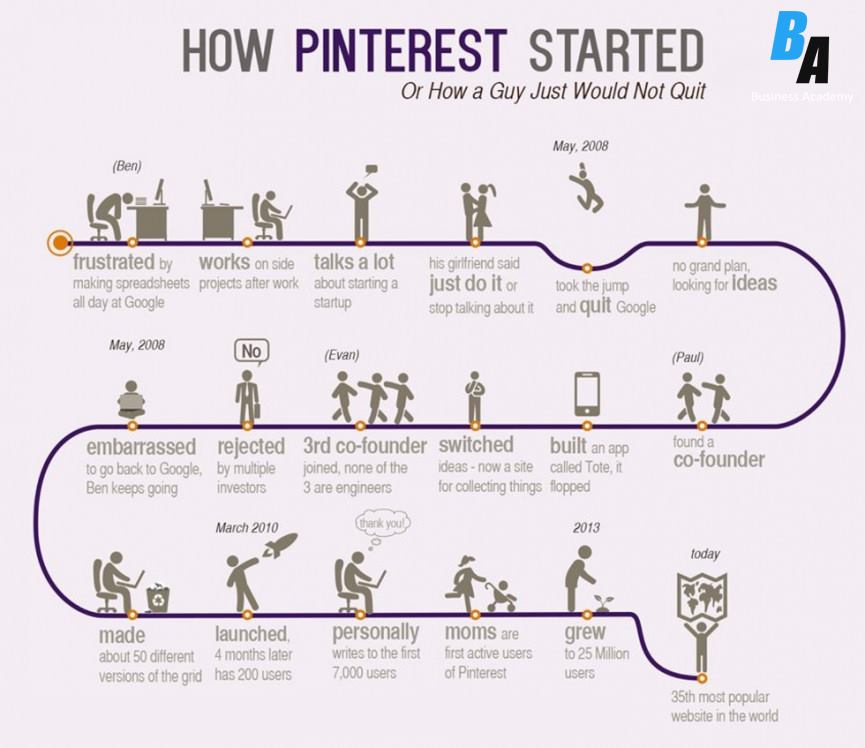 HOW PINTEREST STARTED
Or How a Guy Just Would Not Quit
BA
Business Academy
(Ben)
frustrated by
making spreadsheets
all day at Google
works on side
projects after work
talks a lot
about starting a
startup
his girlfriend said
just do it or
stop talking about it
May, 2008
took the jump
and quit Google
no grand plan,
looking for ideas
(Paul)
found a
co-founder
built an app
called Tote, it
flopped
switched
ideas - now a site
for collecting things
(Evan)
3rd co-founder
joined, none of the
3 are engineers
No
rejected
by multiple
investors
May, 2008
embarrassed
to go back to Google,
Ben keeps going
made
about 50 different
versions of the grid
March 2010
launched,
4 months later
has 200 users
thank you!
personally
writes to the first
7,000 users
moms are
first active users
of Pinterest
2013
grew
to 25 Million
users
today
35th most popular
website in the world